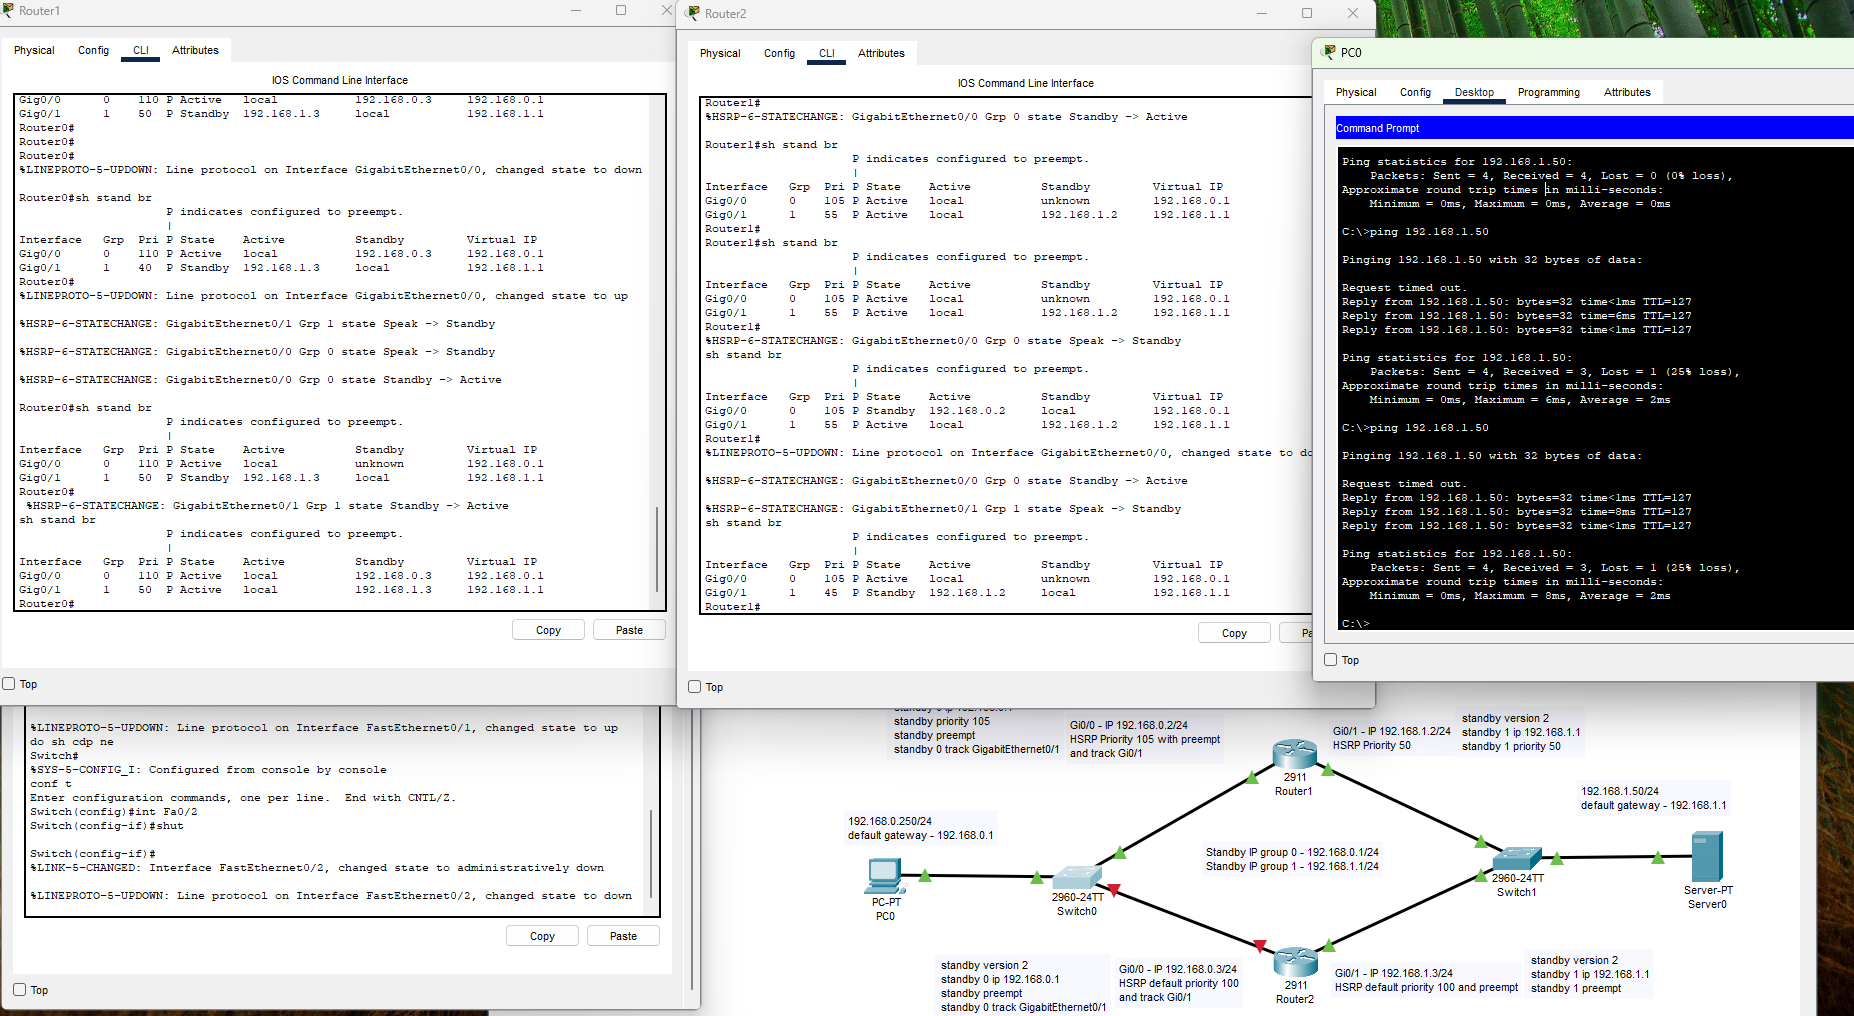 Router1
Physical Config CLI Attributes
IOS Command Line Interface
Gig0/0 0 110 P Active local 192.168.0.3 192.168.0.1
Gig0/1 1 50 P Standby 192.168.1.3 local 192.168.1.1
Router0#
Router0#
Router0#
%LINEPROTO-5-UPDOWN: Line protocol on Interface GigabitEthernet0/0, changed state to down
Router0#sh stand br
P indicates configured to preempt.
|
Interface Grp Pri P State Active Standby Virtual IP
Gig0/0 0 110 P Active local 192.168.0.3 192.168.0.1
Gig0/1 1 40 P Standby 192.168.1.3 local 192.168.1.1
Router0#
%LINEPROTO-5-UPDOWN: Line protocol on Interface GigabitEthernet0/0, changed state to up
%HSRP-6-STATECHANGE: GigabitEthernet0/1 Grp 1 state Speak -> Standby
%HSRP-6-STATECHANGE: GigabitEthernet0/0 Grp 0 state Speak -> Standby
%HSRP-6-STATECHANGE: GigabitEthernet0/0 Grp 0 state Standby -> Active
Router0#sh stand br
P indicates configured to preempt.
|
Interface Grp Pri P State Active Standby Virtual IP
Gig0/0 0 110 P Active local unknown 192.168.0.1
Gig0/1 1 50 P Standby 192.168.1.3 local 192.168.1.1
Router0#
%HSRP-6-STATECHANGE: GigabitEthernet0/1 Grp 1 state Standby -> Active
sh stand br
P indicates configured to preempt.
|
Interface Grp Pri P State Active Standby Virtual IP
Gig0/0 0 110 P Active local 192.168.0.3 192.168.0.1
Gig0/1 1 50 P Active local 192.168.1.3 192.168.1.1
Router0#
Copy Paste
Top
Router2
Physical Config CLI Attributes
IOS Command Line Interface
Router1#
%HSRP-6-STATECHANGE: GigabitEthernet0/0 Grp 0 state Standby -> Active
Router1#sh stand br
P indicates configured to preempt.
|
Interface Grp Pri P State Active Standby Virtual IP
Gig0/0 0 105 P Active local unknown 192.168.0.1
Gig0/1 1 55 P Active local 192.168.1.2 192.168.1.1
Router1#
Router1#sh stand br
P indicates configured to preempt.
|
Interface Grp Pri P State Active Standby Virtual IP
Gig0/0 0 105 P Active local unknown 192.168.0.1
Gig0/1 1 55 P Active local 192.168.1.2 192.168.1.1
Router1#
%HSRP-6-STATECHANGE: GigabitEthernet0/0 Grp 0 state Speak -> Standby
sh stand br
P indicates configured to preempt.
|
Interface Grp Pri P State Active Standby Virtual IP
Gig0/0 0 105 P Standby 192.168.0.2 local 192.168.0.1
Gig0/1 1 55 P Active local 192.168.1.2 192.168.1.1
Router1#
%LINEPROTO-5-UPDOWN: Line protocol on Interface GigabitEthernet0/0, changed state to do
%HSRP-6-STATECHANGE: GigabitEthernet0/0 Grp 0 state Standby -> Active
%HSRP-6-STATECHANGE: GigabitEthernet0/1 Grp 1 state Speak -> Standby
sh stand br
P indicates configured to preempt.
|
Interface Grp Pri P State Active Standby Virtual IP
Gig0/0 0 105 P Active local unknown 192.168.0.1
Gig0/1 1 45 P Standby 192.168.1.2 local 192.168.1.1
Router1#
Copy Pa
Top
PC0
Physical Config Desktop Programming Attributes
Command Prompt
Ping statistics for 192.168.1.50:
Packets: Sent = 4, Received = 4, Lost = 0 (0% loss),
Approximate round trip times in milli-seconds:
Minimum = 0ms, Maximum = 0ms, Average = 0ms
C:\>ping 192.168.1.50
Pinging 192.168.1.50 with 32 bytes of data:
Request timed out.
Reply from 192.168.1.50: bytes=32 time<1ms TTL=127
Reply from 192.168.1.50: bytes=32 time=6ms TTL=127
Reply from 192.168.1.50: bytes=32 time<1ms TTL=127
Ping statistics for 192.168.1.50:
Packets: Sent = 4, Received = 3, Lost = 1 (25% loss),
Approximate round trip times in milli-seconds:
Minimum = 0ms, Maximum = 6ms, Average = 2ms
C:\>ping 192.168.1.50
Pinging 192.168.1.50 with 32 bytes of data:
Request timed out.
Reply from 192.168.1.50: bytes=32 time<1ms TTL=127
Reply from 192.168.1.50: bytes=32 time=8ms TTL=127
Reply from 192.168.1.50: bytes=32 time<1ms TTL=127
Ping statistics for 192.168.1.50:
Packets: Sent = 4, Received = 3, Lost = 1 (25% loss),
Approximate round trip times in milli-seconds:
Minimum = 0ms, Maximum = 8ms, Average = 2ms
C:\>
Top
%LINEPROTO-5-UPDOWN: Line protocol on Interface FastEthernet0/1, changed state to up
do sh cdp ne
Switch#
%SYS-5-CONFIG_I: Configured from console by console
conf t
Enter configuration commands, one per line. End with CNTL/Z.
Switch(config)#int Fa0/2
Switch(config-if)#shut
Switch(config-if)#
%LINK-5-CHANGED: Interface FastEthernet0/2, changed state to administratively down
%LINEPROTO-5-UPDOWN: Line protocol on Interface FastEthernet0/2, changed state to down
Copy Paste
Top
standby 0 ip 192.168.0.1
standby priority 105
standby preempt
standby 0 track GigabitEthernet0/1
Gi0/0 - IP 192.168.0.2/24
HSRP Priority 105 with preempt
and track Gi0/1
2911
Router1
Gi0/1 - IP 192.168.1.2/24
HSRP Priority 50
standby version 2
standby 1 ip 192.168.1.1
standby 1 priority 50
192.168.1.50/24
default gateway - 192.168.1.1
192.168.0.250/24
default gateway - 192.168.0.1
Standby IP group 0 - 192.168.0.1/24
Standby IP group 1 - 192.168.1.1/24
PC-PT
PC0
2960-24TT
Switch0
2960-24TT
Switch1
Server-PT
Server0
standby version 2
standby 0 ip 192.168.0.1
standby preempt
standby 0 track GigabitEthernet0/1
Gi0/0 - IP 192.168.0.3/24
HSRP default priority 100
and track Gi0/1
2911
Router2
Gi0/1 - IP 192.168.1.3/24
HSRP default priority 100 and preempt
standby version 2
standby 1 ip 192.168.1.1
standby 1 preempt